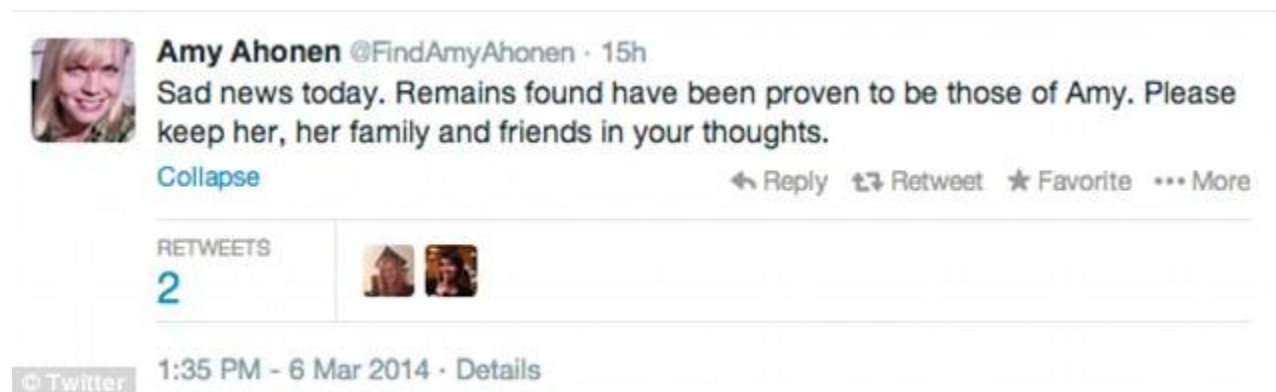 Amy Ahonen @FindAmyAhonen · 15h
Sad news today. Remains found have been proven to be those of Amy. Please
keep her, her family and friends in your thoughts.
Collapse
Reply Retweet Favorite More
RETWEETS
2
1:35 PM - 6 Mar 2014 · Details
© Twitter